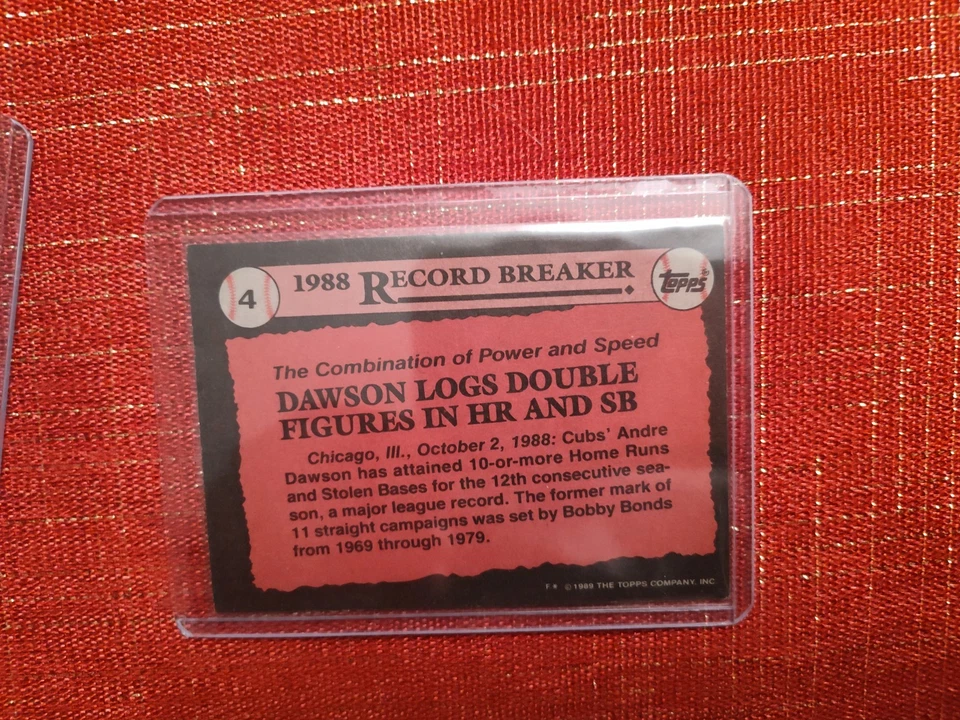 4
1988 RECORD BREAKER
Topps®
The Combination of Power and Speed
DAWSON LOGS DOUBLE
FIGURES IN HR AND SB
Chicago, Ill., October 2, 1988: Cubs' Andre
Dawson has attained 10-or-more Home Runs
and Stolen Bases for the 12th consecutive sea-
son, a major league record. The former mark of
11 straight campaigns was set by Bobby Bonds
from 1969 through 1979.
F* © 1989 THE TOPPS COMPANY, INC.